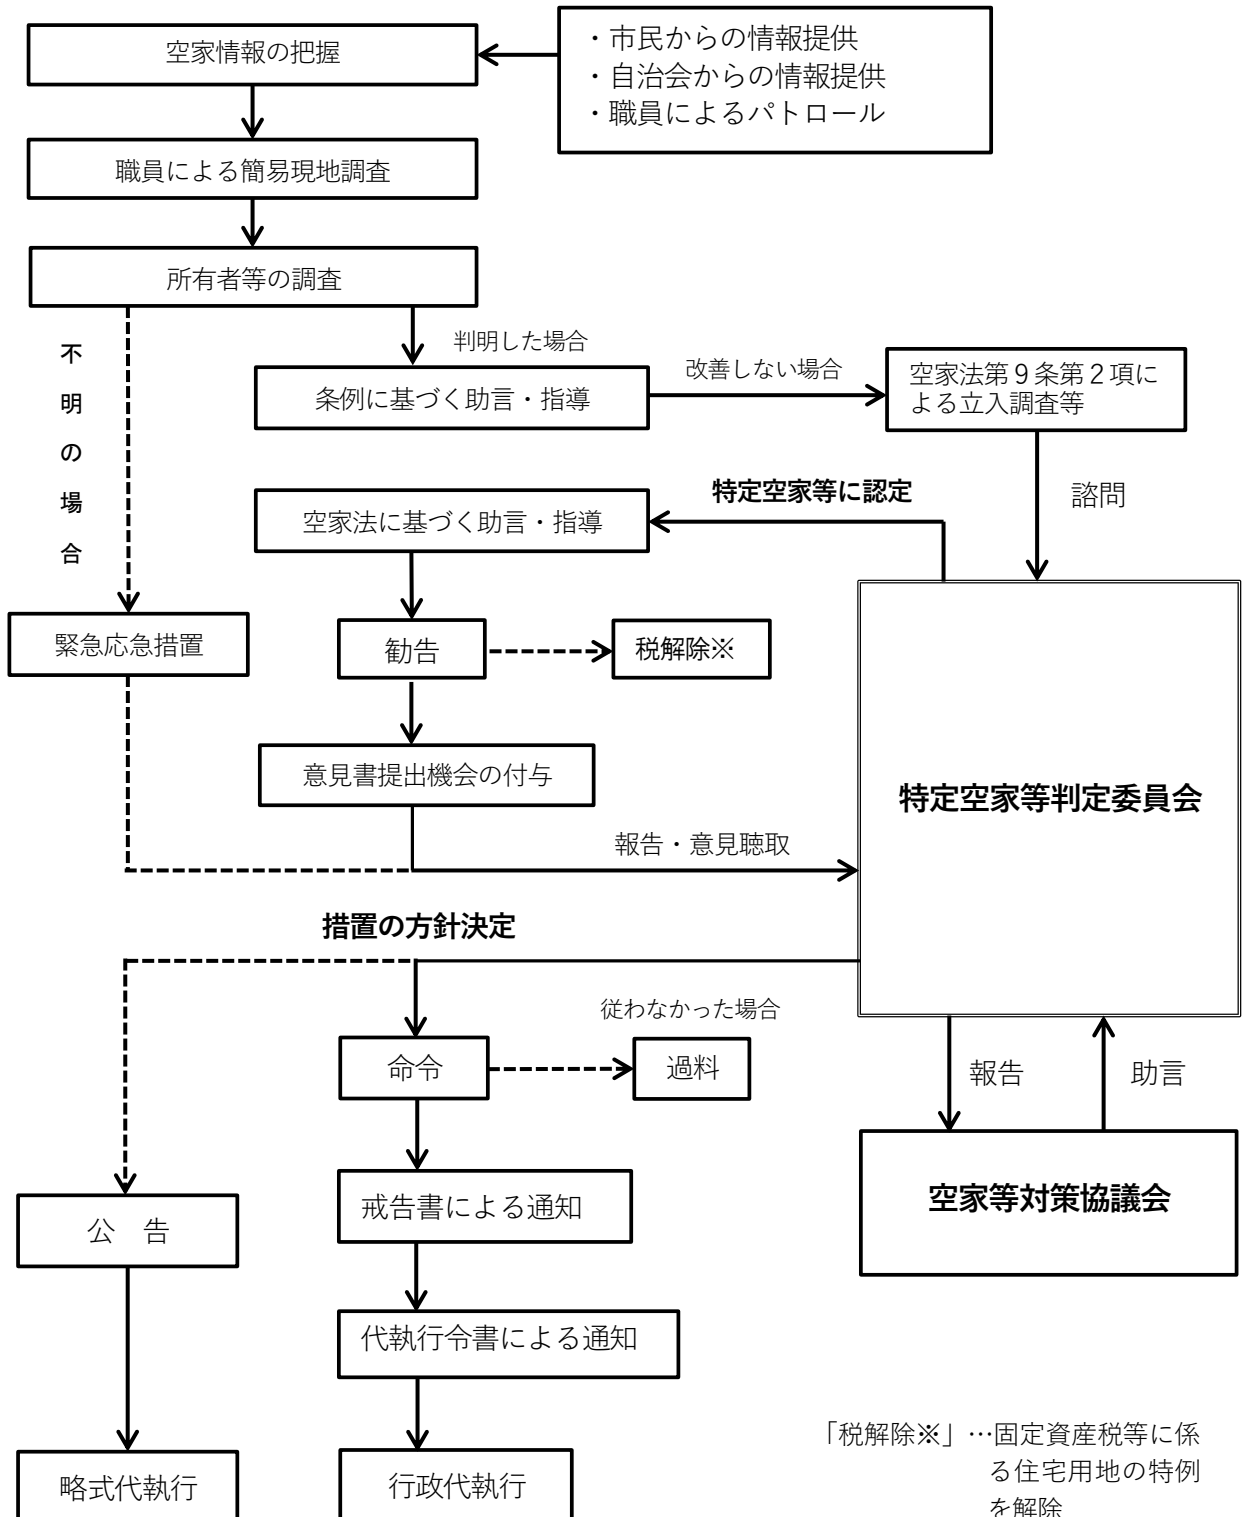 空家情報の把握
・市民からの情報提供
・自治会からの情報提供
・職員によるパトロール
職員による簡易現地調査
所有者等の調査
不明の場合
判明した場合
条例に基づく助言・指導
改善しない場合
空家法第９条第２項に
よる立入調査等
諮問
特定空家等に認定
空家法に基づく助言・指導
緊急応急措置
勧告
税解除※
意見書提出機会の付与
報告・意見聴取
特定空家等判定委員会
措置の方針決定
従わなかった場合
命令
過料
報告
助言
空家等対策協議会
公　告
戒告書による通知
代執行令書による通知
略式代執行
行政代執行
「税解除※」…固定資産税等に係
る住宅用地の特例
を解除